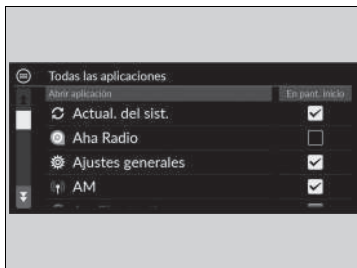 Todas las aplicaciones
Abrir aplicación En pant. inicio
Actual. del sist.
Aha Radio
Ajustes generales
AM